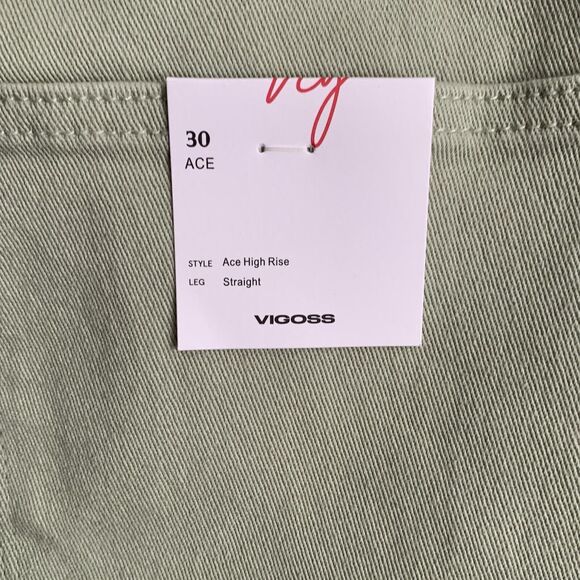 30
ACE
STYLE Ace High Rise
LEG Straight
VIGOSS